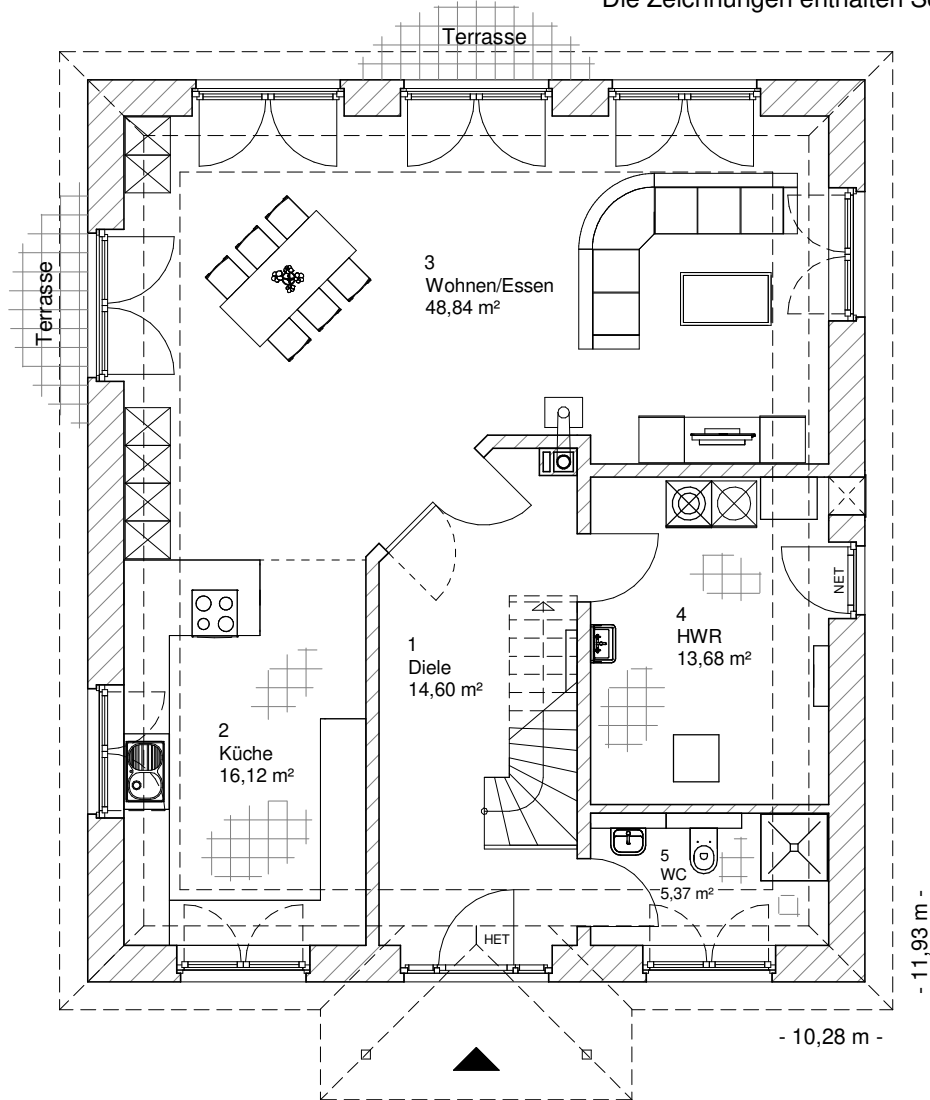 Die Zeichnungen enthalten
Terrasse
Terrasse
3
Wohnen/Essen
48,84 m²
NET
4
HWR
13,68 m²
1
Diele
14,60 m²
2
Küche
16,12 m²
5
WC
5,37 m²
HET
- 11,93 m -
- 10,28 m -